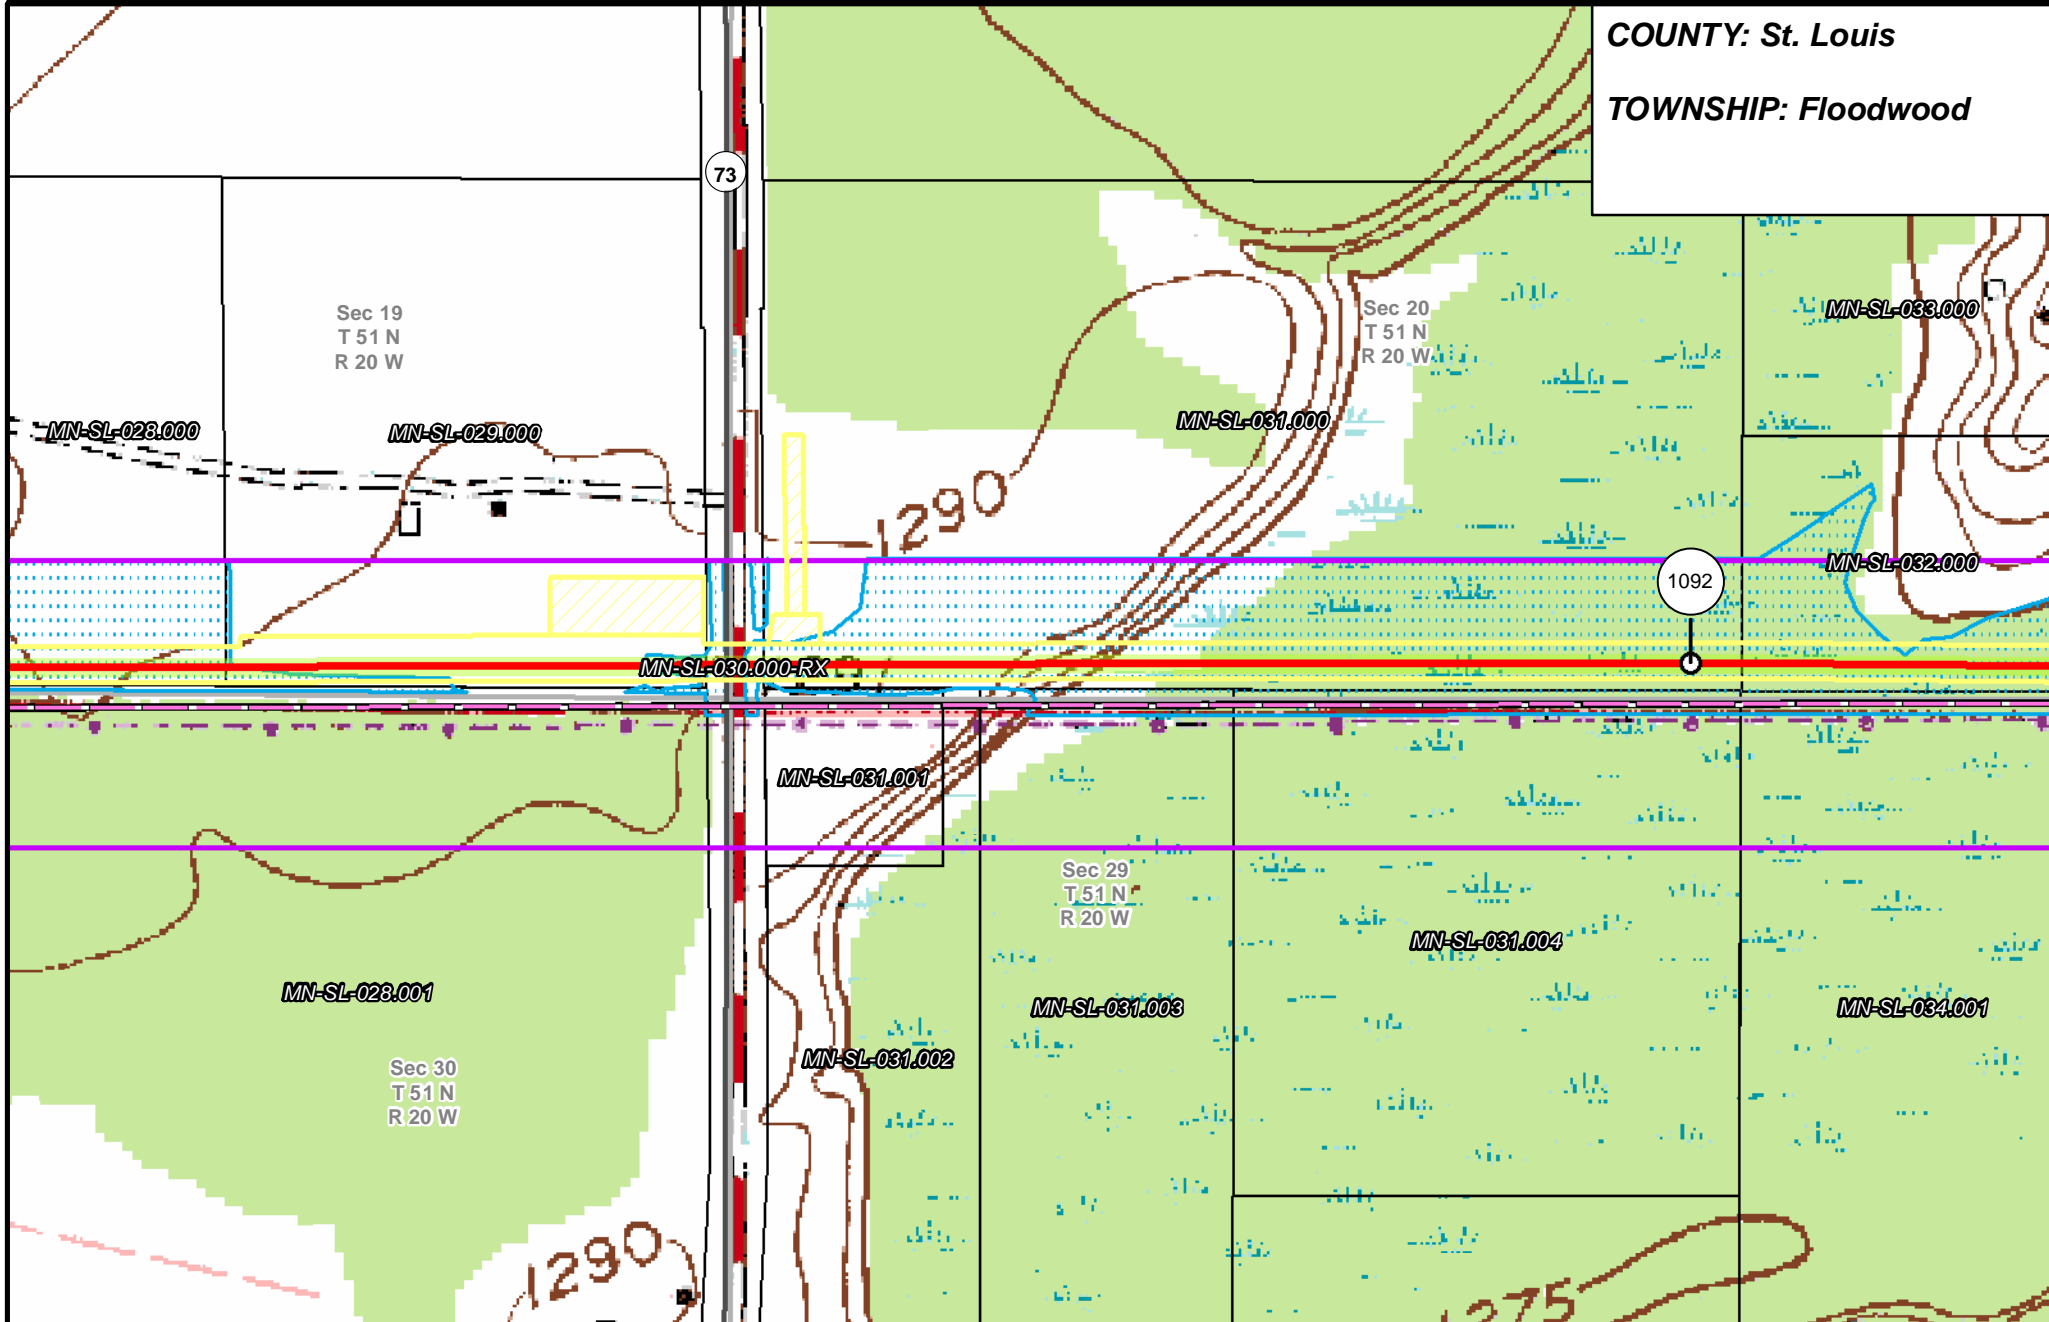 COUNTY: St. Louis
TOWNSHIP: Floodwood
73
Sec 19
T 51 N
R 20 W
Sec 20
T 51 N
R 20 W
MN-SL-033.000
MN-SL-028.000
MN-SL-029.000
MN-SL-031.000
1290
1092
MN-SL-032.000
MN-SL-030.000-RX
MN-SL-031.001
Sec 29
T 51 N
R 20 W
MN-SL-031.004
MN-SL-028.001
MN-SL-031.003
MN-SL-034.001
MN-SL-031.002
Sec 30
T 51 N
R 20 W
1290
1275